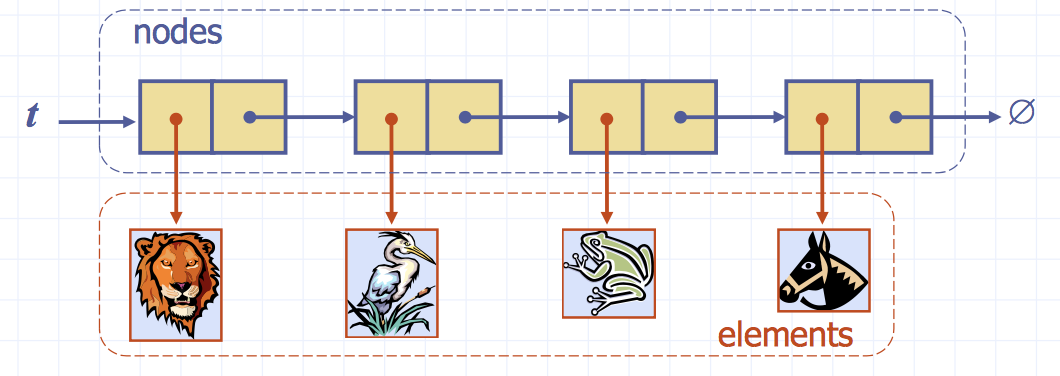 nodes
t
∅
elements